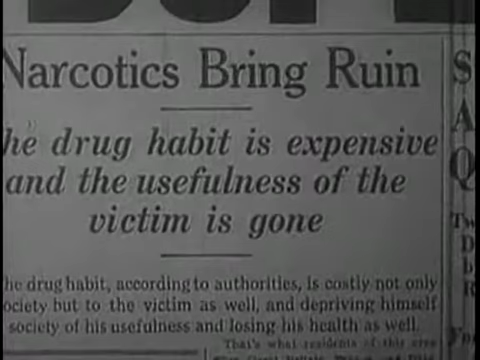 Narcotics Bring Ruin
he drug habit is expensive
and the usefulness of the
victim is gone
he drug habit, according to authorities, is costly not only
ociety but to the victim as well, and depriving himself
society of his usefulness and losing his health as well.
That's what residents of this area
S
A
Q
Tw
D
b
R